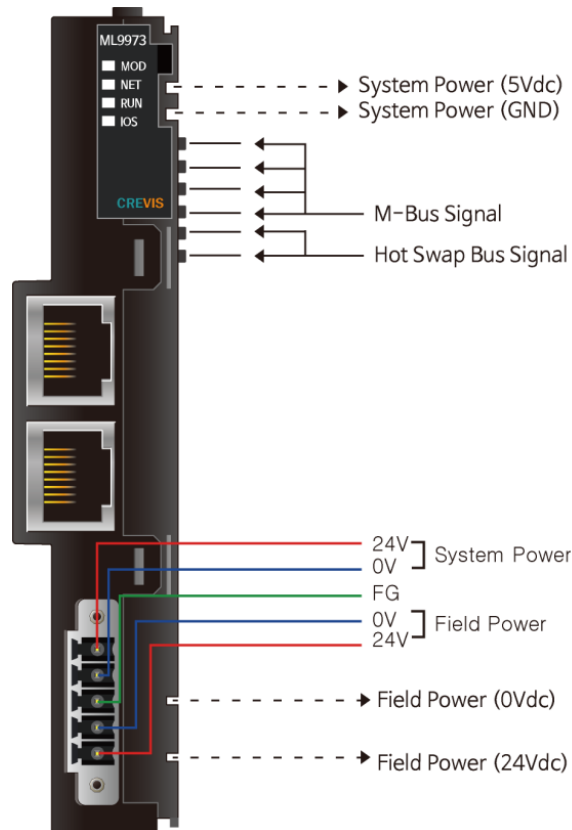 ML9973
MOD
NET
RUN
IOS
CREVIS
System Power (5Vdc)
System Power (GND)
M-Bus Signal
Hot Swap Bus Signal
24V
0V
System Power
FG
0V
24V
Field Power
Field Power (0Vdc)
Field Power (24Vdc)